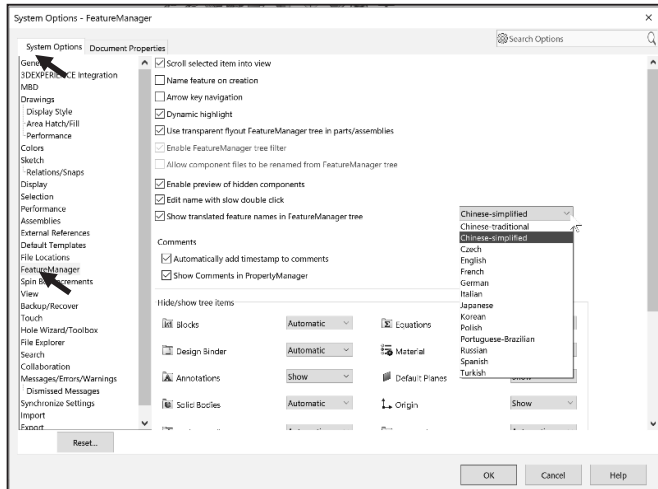 System Options - FeatureManager
Search Options
System Options Document Properties
General
3DEXPERIENCE Integration
MBD
Drawings
Display Style
Area Hatch/Fill
Performance
Colors
Sketch
Relations/Snaps
Display
Selection
Performance
Assemblies
External References
Default Templates
File Locations
FeatureManager
Spin Box Increments
View
Backup/Recover
Touch
Hole Wizard/Toolbox
File Explorer
Search
Collaboration
Messages/Errors/Warnings
Dismissed Messages
Synchronize Settings
Import
Export
Reset...
Scroll selected item into view
Name feature on creation
Arrow key navigation
Dynamic highlight
Use transparent flyout FeatureManager tree in parts/assemblies
Enable FeatureManager tree filter
Allow component files to be renamed from FeatureManager tree
Enable preview of hidden components
Edit name with slow double click
Show translated feature names in FeatureManager tree
Chinese-simplified
Chinese-traditional
Chinese-simplified
Czech
English
French
German
Italian
Japanese
Korean
Polish
Portuguese-Brazilian
Russian
Spanish
Turkish
Comments
Automatically add timestamp to comments
Show Comments in PropertyManager
Hide/show tree items
Blocks Automatic Equations
Design Binder Automatic Material
Annotations Show Default Planes
Solid Bodies Automatic Origin Show
OK Cancel Help